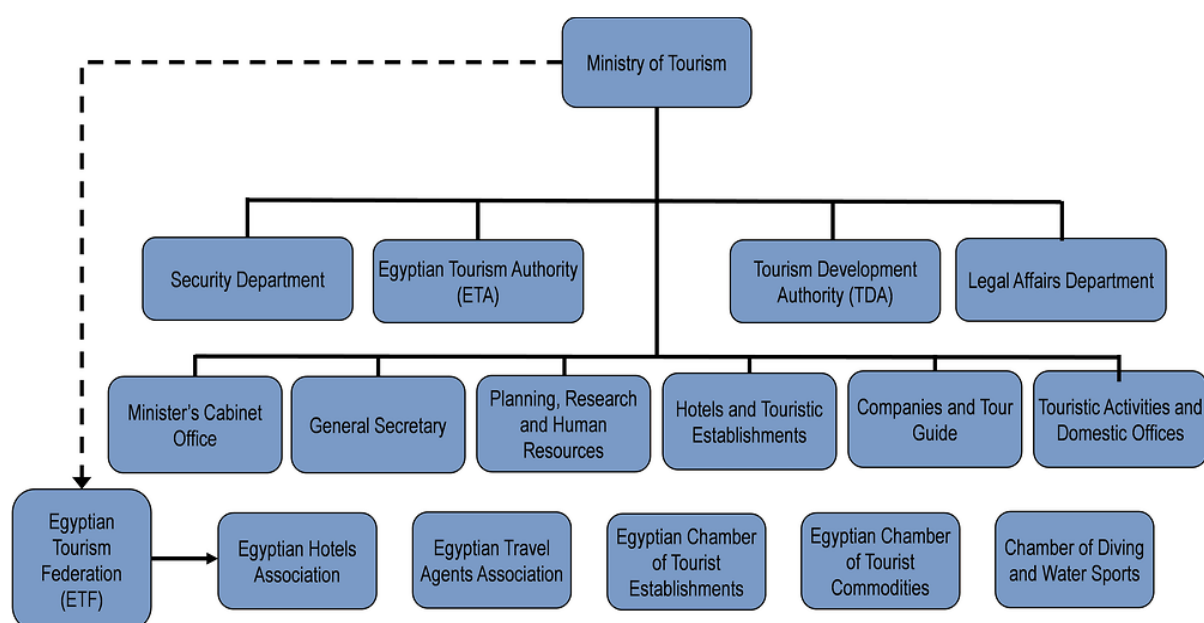 Ministry of Tourism
Security Department
Egyptian Tourism Authority
(ETA)
Tourism Development
Authority (TDA)
Legal Affairs Department
Minister’s Cabinet
Office
General Secretary
Planning, Research
and Human
Resources
Hotels and Touristic
Establishments
Companies and Tour
Guide
Touristic Activities and
Domestic Offices
Egyptian
Tourism
Federation
(ETF)
Egyptian Hotels
Association
Egyptian Travel
Agents Association
Egyptian Chamber
of Tourist
Establishments
Egyptian Chamber
of Tourist
Commodities
Chamber of Diving
and Water Sports